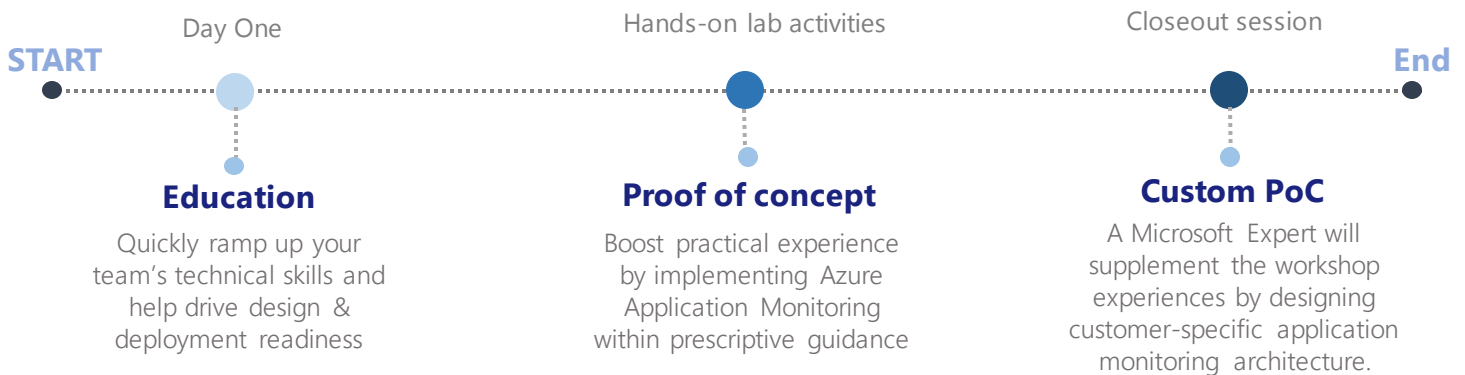 Day One
Hands-on lab activities
Closeout session
START
End
Education
Quickly ramp up your
team's technical skills and
help drive design &
deployment readiness
Proof of concept
Boost practical experience
by implementing Azure
Application Monitoring
within prescriptive guidance
Custom PoC
A Microsoft Expert will
supplement the workshop
experiences by designing
customer-specific application
monitoring architecture.